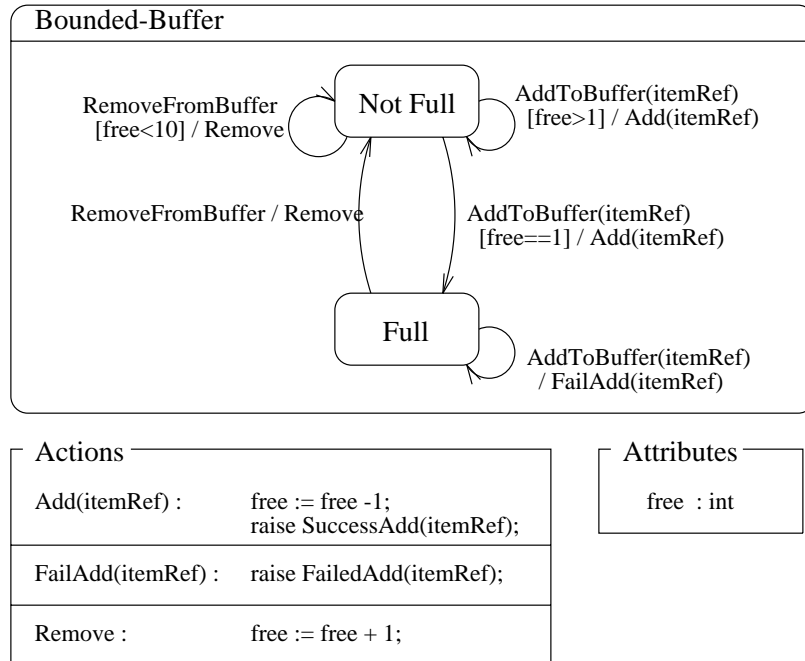 Bounded-Buffer
Not Full
RemoveFromBuffer
[free<10] / Remove
AddToBuffer(itemRef)
[free>1] / Add(itemRef)
RemoveFromBuffer / Remove
AddToBuffer(itemRef)
[free==1] / Add(itemRef)
Full
AddToBuffer(itemRef)
/ FailAdd(itemRef)
Actions
Add(itemRef) : free := free -1;
raise SuccessAdd(itemRef);
FailAdd(itemRef) : raise FailedAdd(itemRef);
Remove : free := free + 1;
Attributes
free : int